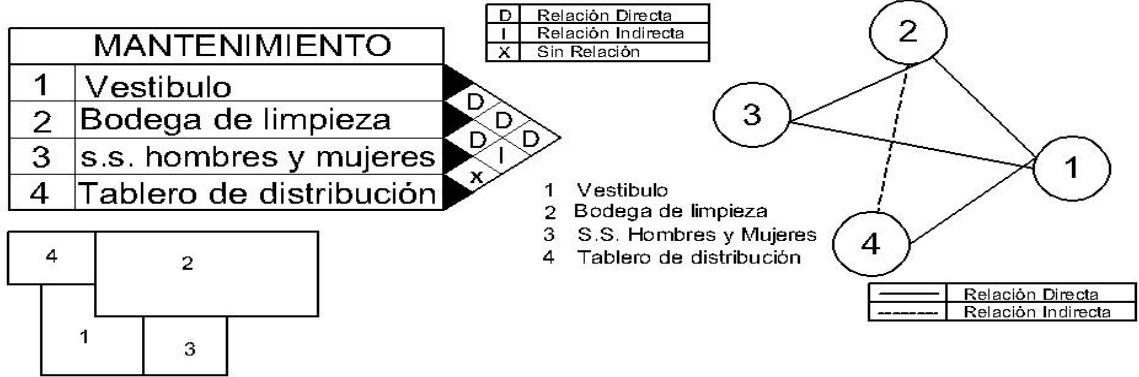 MANTENIMIENTO
1 Vestibulo
2 Bodega de limpieza
3 s.s. hombres y mujeres
4 Tablero de distribución
D
D
D
D
I
x
D Relación Directa
I Relación Indirecta
X Sin Relación
2
3
1
4
1 Vestibulo
2 Bodega de limpieza
3 S.S. Hombres y Mujeres
4 Tablero de distribución
Relación Directa
Relación Indirecta
4
2
1
3